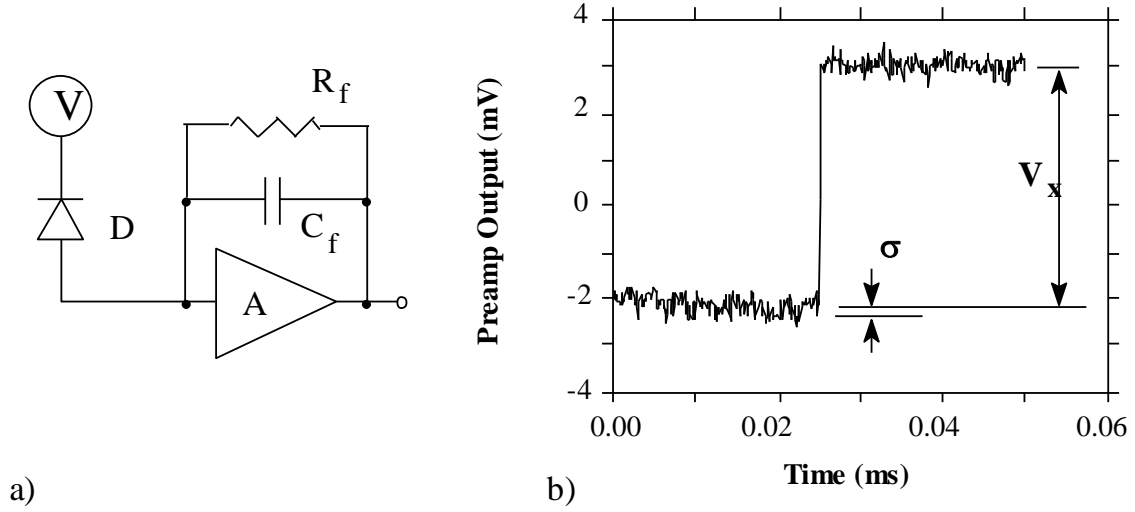 V
D
R f
C f
A
a)
Preamp Output (mV)
4
2
0
-2
-4
σ
V x
0.00 0.02 0.04 0.06
Time (ms)
b)